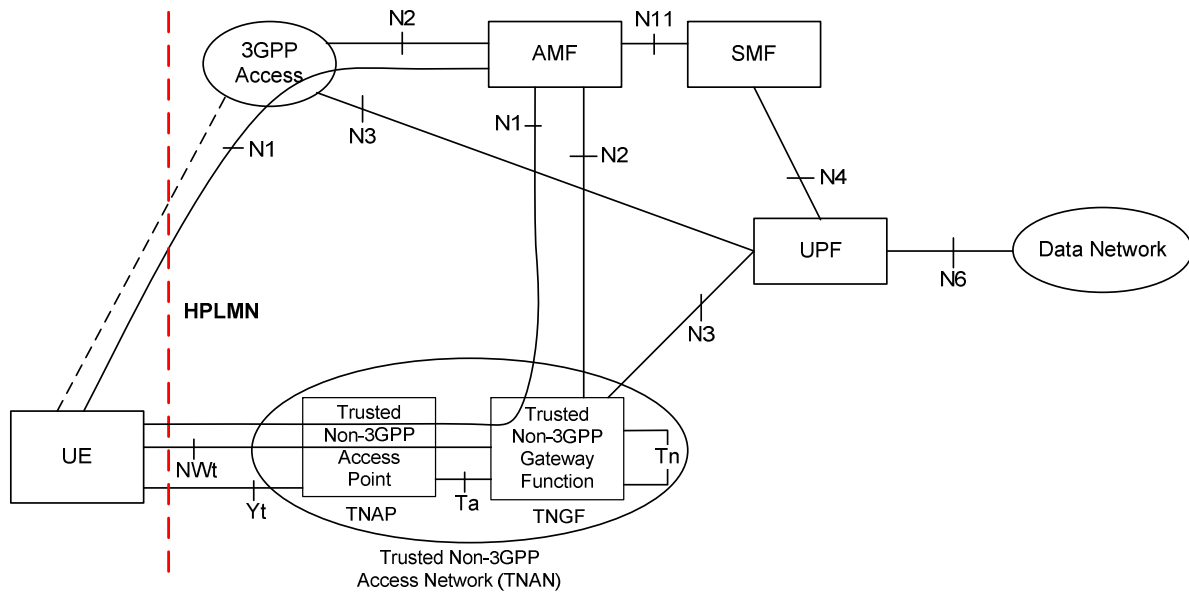 N2
N11
3GPP
Access
AMF
SMF
N1
N3
N1
N2
N4
UPF
N6
Data Network
HPLMN
N3
UE
NWt
Yt
Trusted
Non-3GPP
Access
Point
Ta
Trusted
Non-3GPP
Gateway
Function
Tn
TNAP
TNGF
Trusted Non-3GPP
Access Network (TNAN)